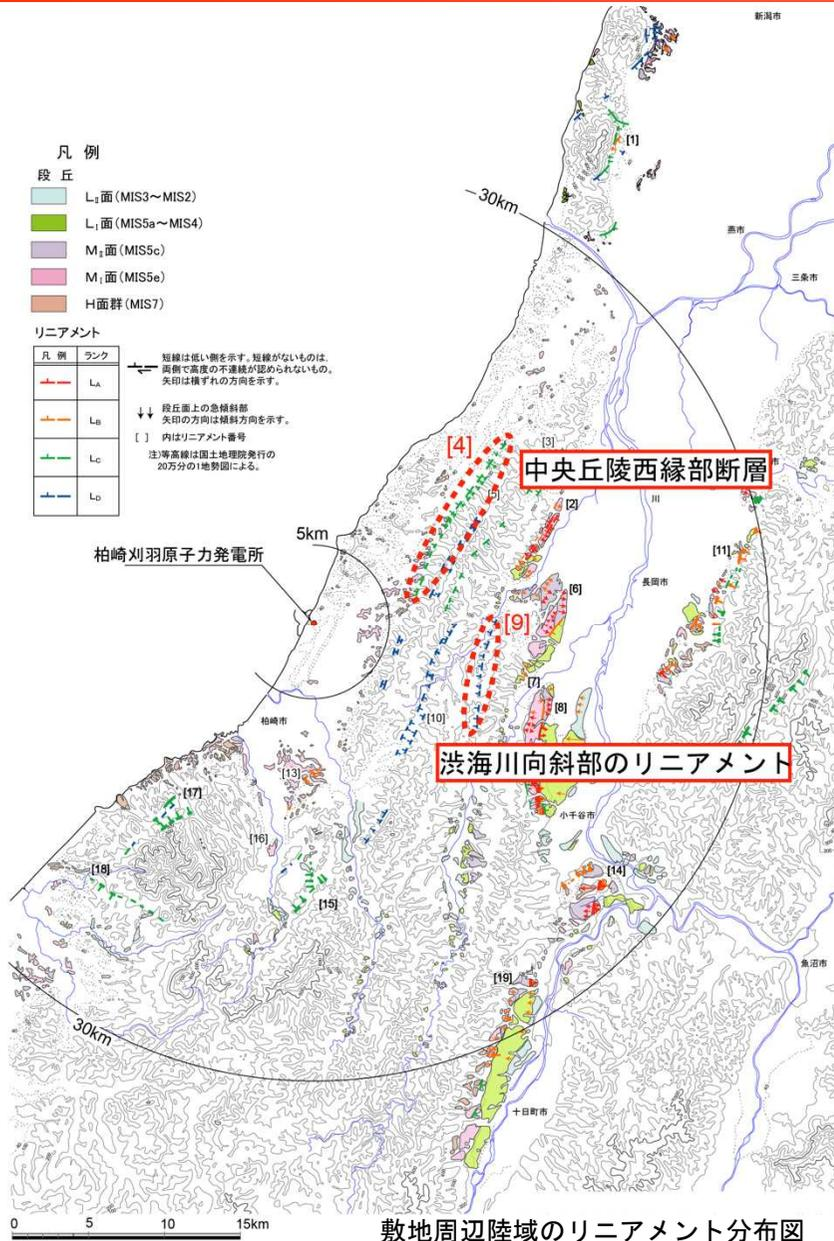 新潟市
[1]
30km
燕市
三条市
凡 例
段 丘
LⅡ面(MIS3～MIS2)
LⅠ面(MIS5a～MIS4)
MⅡ面(MIS5c)
MⅠ面(MIS5e)
H面群(MIS7)
リニアメント
凡 例 ランク
LA
LB
LC
LD
短線は低い側を示す。短線がないものは、
両側で高度の不連続が認められないもの。
矢印は横ずれの方向を示す。
段丘面上の急傾斜部
矢印の方向は傾斜方向を示す。
[ ] 内はリニアメント番号
注)等高線は国土地理院発行の
20万分の1地勢図による。
[4]
[3]
中央丘陵西縁部断層
市
川
[5]
[2]
5km
柏崎刈羽原子力発電所
[11]
長岡市
[6]
[9]
[7]
[8]
[10]
柏崎市
渋海川向斜部のリニアメント
[13]
[17]
小千谷市
[16]
[18]
[14]
[15]
魚沼市
[19]
30km
十日町市
0 5 10 15km
敷地周辺陸域のリニアメント分布図